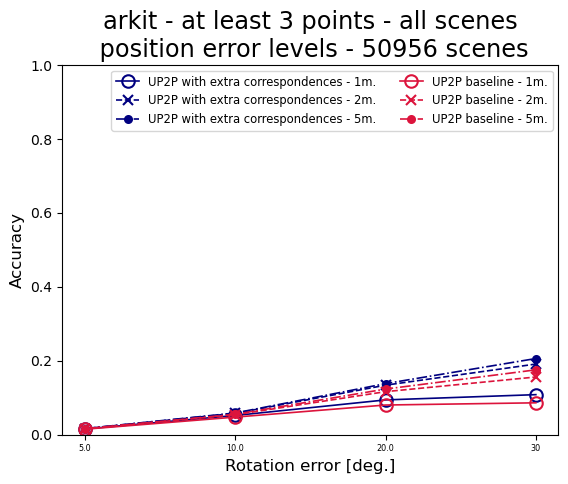 arkit - at least 3 points - all scenes
position error levels - 50956 scenes
UP2P with extra correspondences - 1m.
UP2P with extra correspondences - 2m.
UP2P with extra correspondences - 5m.
UP2P baseline - 1m.
UP2P baseline - 2m.
UP2P baseline - 5m.
Accuracy
1.0
0.8
0.6
0.4
0.2
0.0
5.0 10.0 20.0 30
Rotation error [deg.]